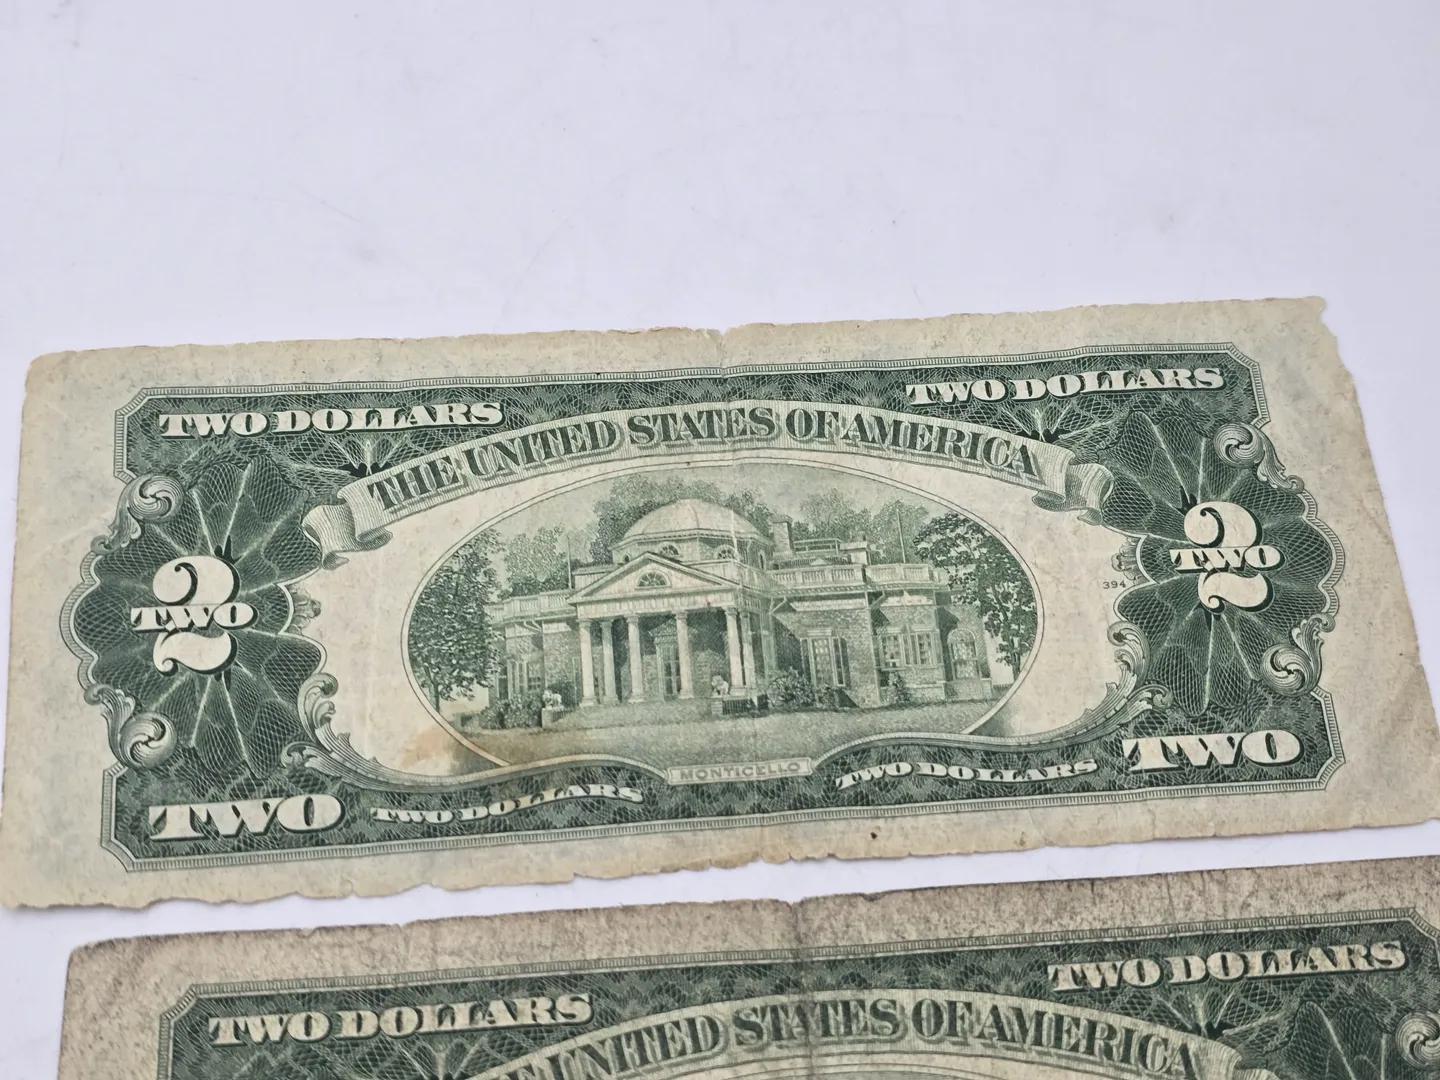 TWO DOLLARS
TWO DOLLARS
THE UNITED STATES OF AMERICA
2
TWO
2
TWO
394
MONTICELLO
TWO
TWO DOLLARS
TWO DOLLARS
TWO
TWO DOLLARS
TWO DOLLARS
UNITED STATES OF AMERICA